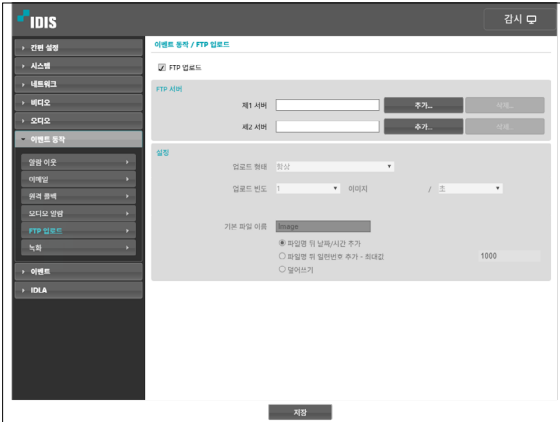 IDIS
감시
간편 설정
시스템
네트워크
비디오
오디오
이벤트 동작
알람 아웃
이메일
원격 콜백
오디오 알람
FTP 업로드
녹화
이벤트
IDLA
이벤트 동작 / FTP 업로드
FTP 업로드
FTP 서버
제1 서버 추가... 삭제...
제2 서버 추가... 삭제...
설정
업로드 형태 항상
업로드 빈도 1 이미지 / 초
기본 파일 이름 Image
파일명 뒤 날짜/시간 추가
파일명 뒤 일련번호 추가 - 최대값 1000
덮어쓰기
저장